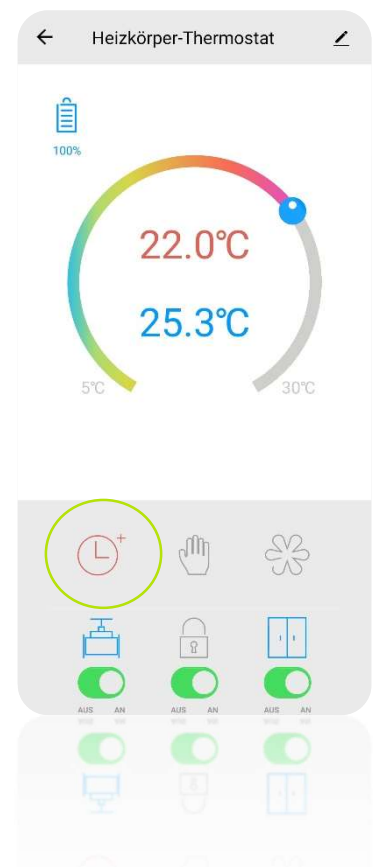 Heizkörper-Thermostat
100%
22.0℃
25.3℃
5℃ 30℃
AUS AN AUS AN AUS AN